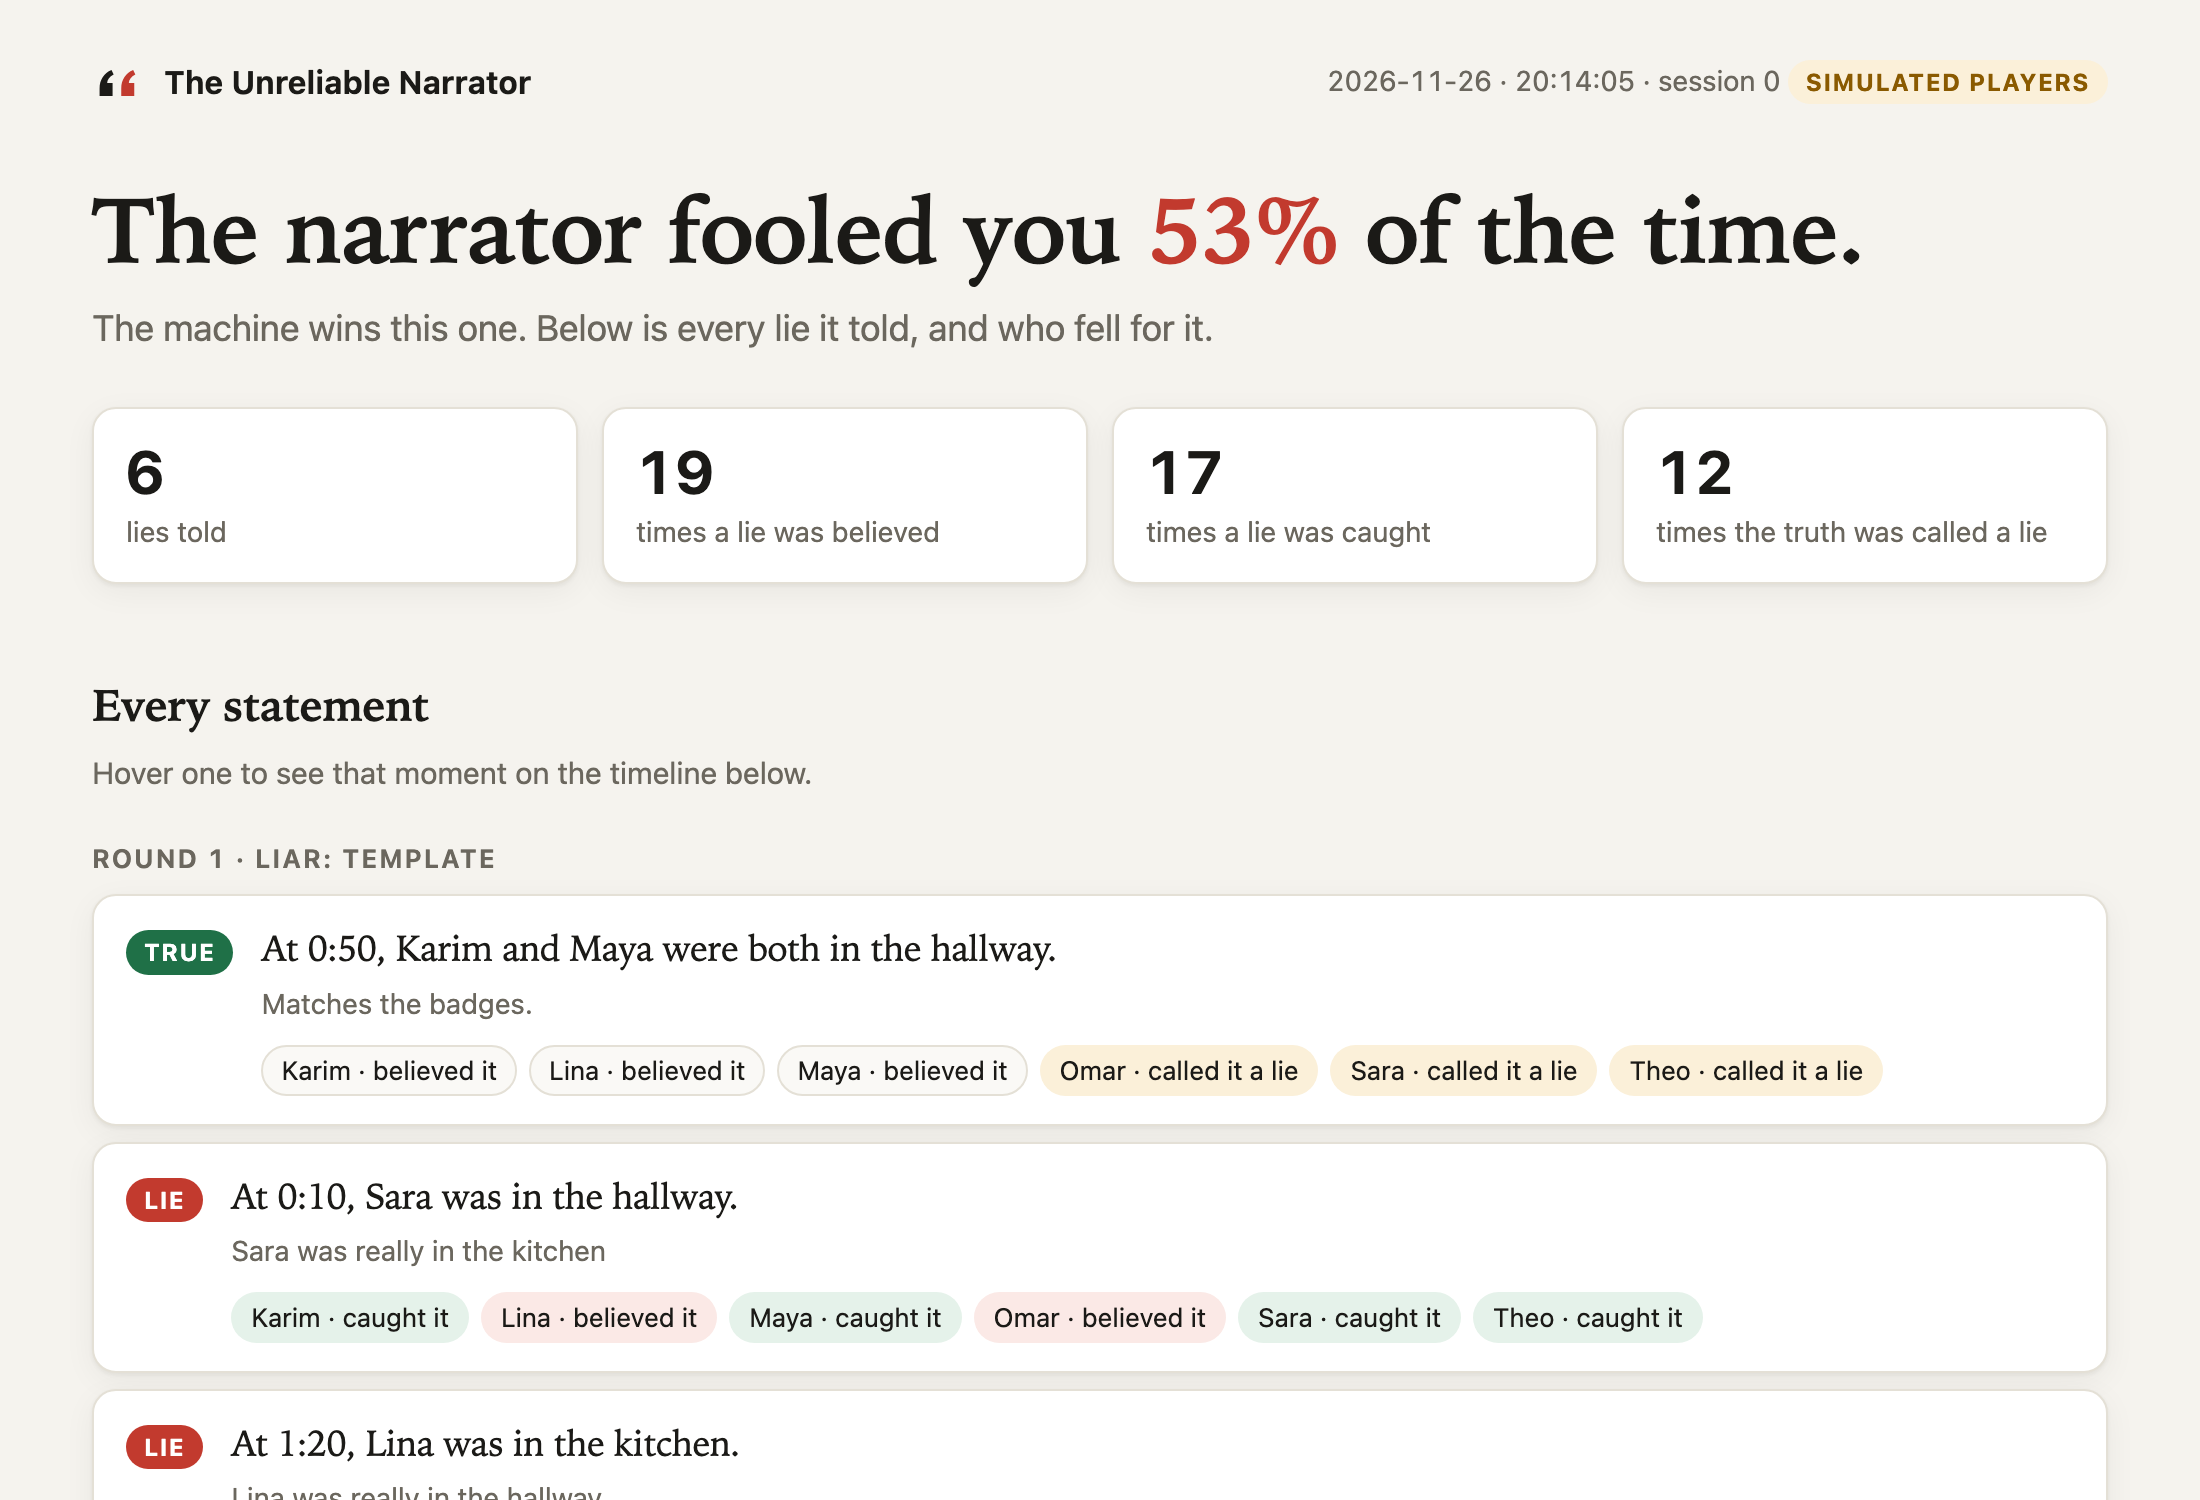 The Unreliable Narrator
2026-11-26 · 20:14:05 · session 0 SIMULATED PLAYERS
The narrator fooled you 53% of the time.
The machine wins this one. Below is every lie it told, and who fell for it.
6
lies told
19
times a lie was believed
17
times a lie was caught
12
times the truth was called a lie
Every statement
Hover one to see that moment on the timeline below.
ROUND 1 · LIAR: TEMPLATE
TRUE At 0:50, Karim and Maya were both in the hallway.
Matches the badges.
Karim · believed it Lina · believed it Maya · believed it Omar · called it a lie Sara · called it a lie Theo · called it a lie
LIE At 0:10, Sara was in the hallway.
Sara was really in the kitchen
Karim · caught it Lina · believed it Maya · caught it Omar · believed it Sara · caught it Theo · caught it
LIE At 1:20, Lina was in the kitchen.
Lina was really in the hallway